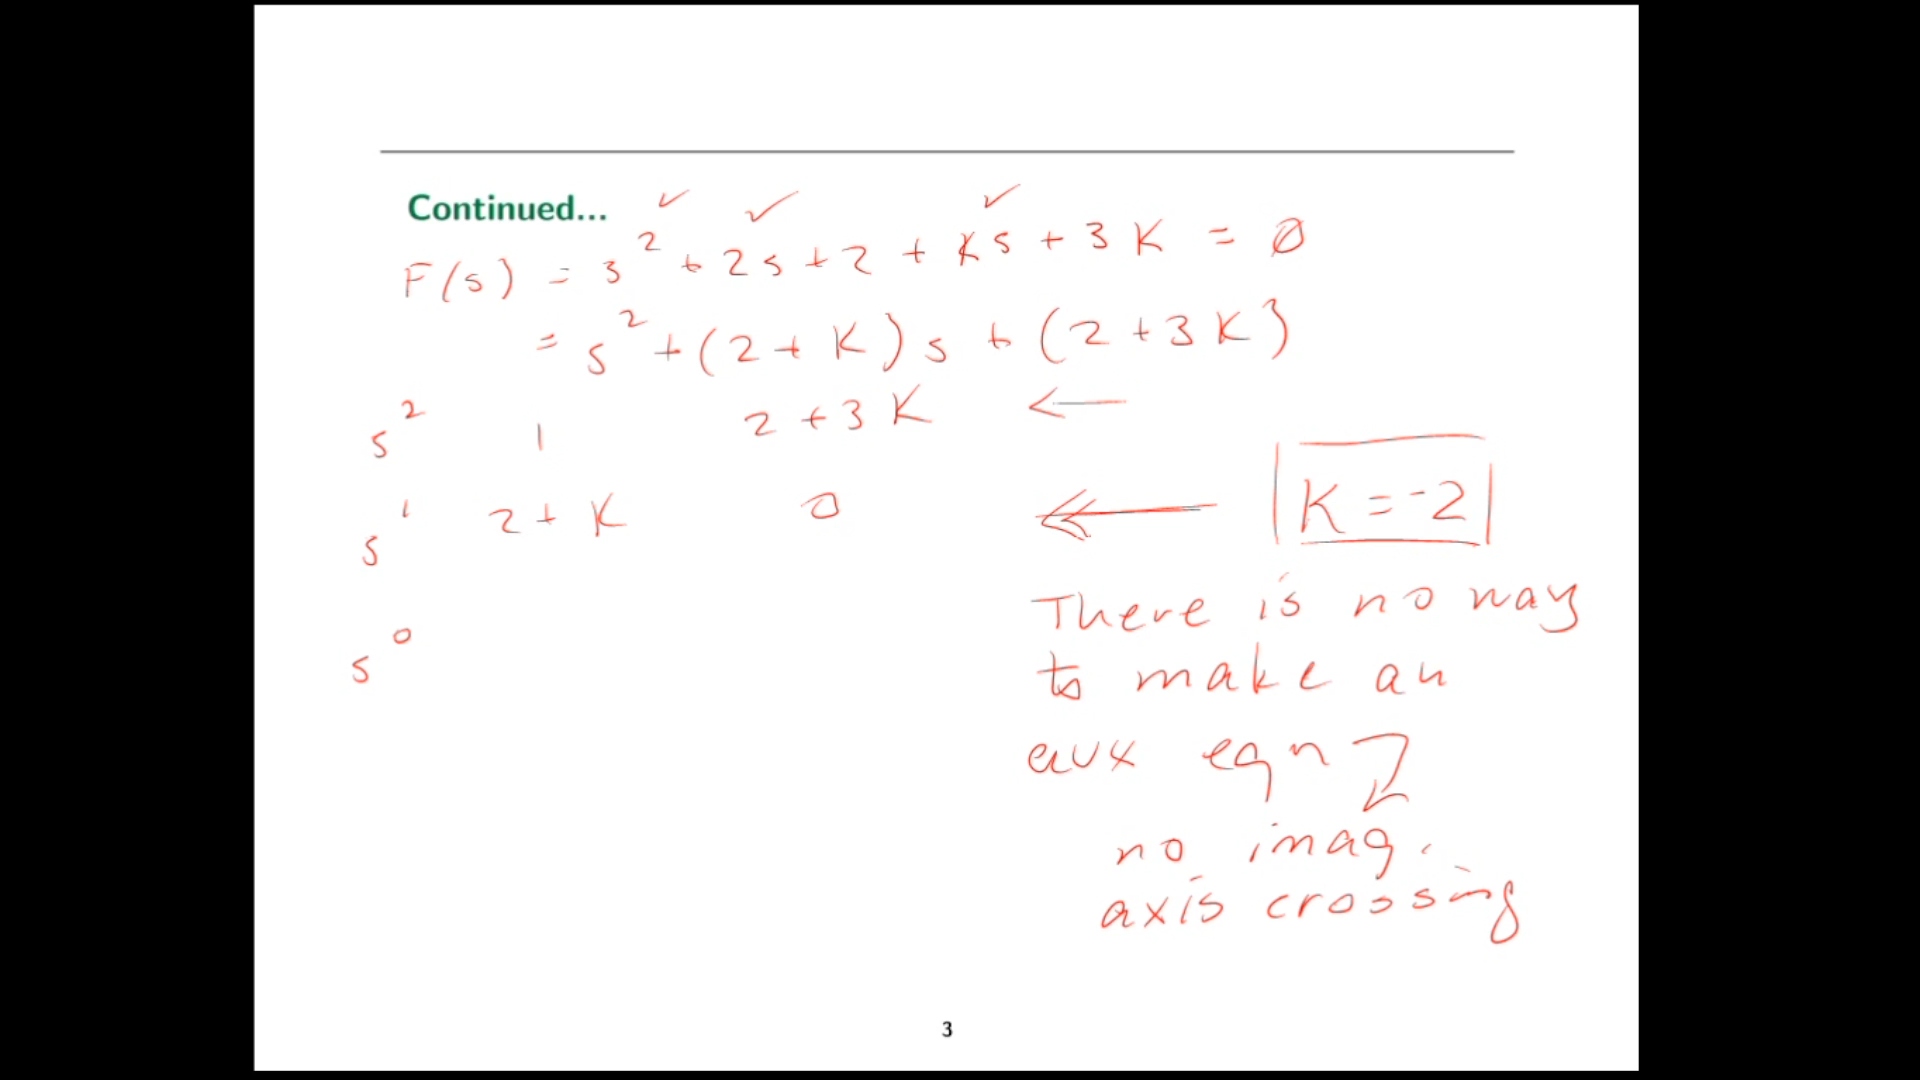 Continued...
F(s) = s² + 2s + 2 + Ks + 3K = 0
= s² + (2 + K)s + (2 + 3K)
s² 1 2 + 3K ←
s¹ 2 + K 0 ← K = -2
There is no way
s⁰
to make an
aux eqn
no imag.
axis crossing
3